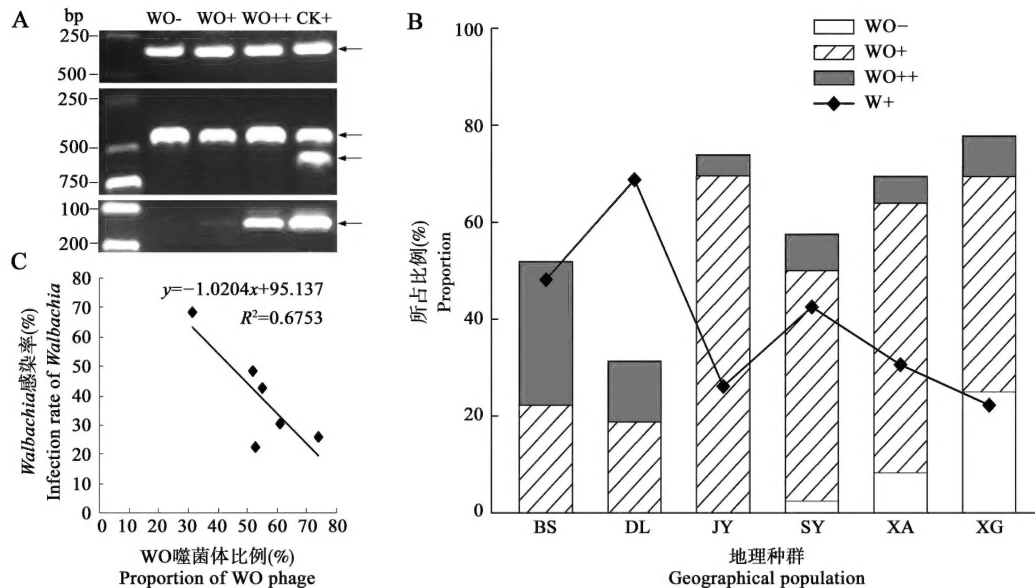 A
bp
WO- WO+ WO++ CK+
250
500
250
500
750
100
200
B
100
80
60
40
20
0
所占比例(%)
Proportion
WO−
WO+
WO++
W+
BS DL JY SY XA XG
地理种群
Geographical population
C
80
70
60
50
40
30
20
10
0
y=−1.0204x+95.137
R²=0.6753
Walbachia感染率(%)
Infection rate of Walbachia
0 10 20 30 40 50 60 70 80
WO噬菌体比例(%)
Proportion of WO phage